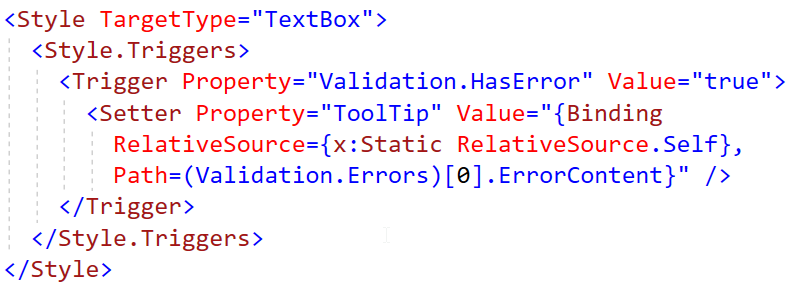 <Style TargetType="TextBox">
<Style.Triggers>
<Trigger Property="Validation.HasError" Value="true">
<Setter Property="ToolTip" Value="{Binding
RelativeSource={x:Static RelativeSource.Self},
Path=(Validation.Errors)[0].ErrorContent}" />
</Trigger>
</Style.Triggers>
</Style>